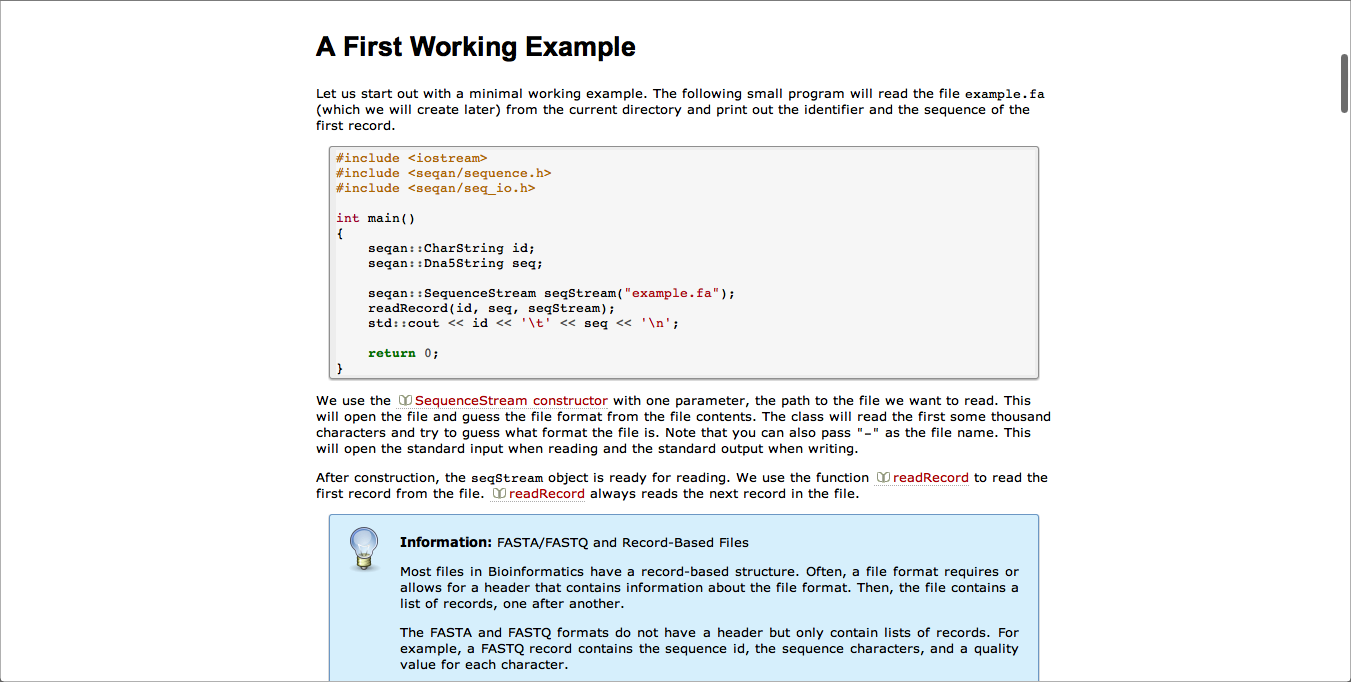 A First Working Example
Let us start out with a minimal working example. The following small program will read the file example.fa
(which we will create later) from the current directory and print out the identifier and the sequence of the
first record.
#include <iostream>
#include <seqan/sequence.h>
#include <seqan/seq_io.h>
int main()
{
    seqan::CharString id;
    seqan::Dna5String seq;
    seqan::SequenceStream seqStream("example.fa");
    readRecord(id, seq, seqStream);
    std::cout << id << '\t' << seq << '\n';
    return 0;
}
We use the SequenceStream constructor with one parameter, the path to the file we want to read. This
will open the file and guess the file format from the file contents. The class will read the first some thousand
characters and try to guess what format the file is. Note that you can also pass "-" as the file name. This
will open the standard input when reading and the standard output when writing.
After construction, the seqStream object is ready for reading. We use the function readRecord to read the
first record from the file. readRecord always reads the next record in the file.
Information: FASTA/FASTQ and Record-Based Files
Most files in Bioinformatics have a record-based structure. Often, a file format requires or
allows for a header that contains information about the file format. Then, the file contains a
list of records, one after another.
The FASTA and FASTQ formats do not have a header but only contain lists of records. For
example, a FASTQ record contains the sequence id, the sequence characters, and a quality
value for each character.